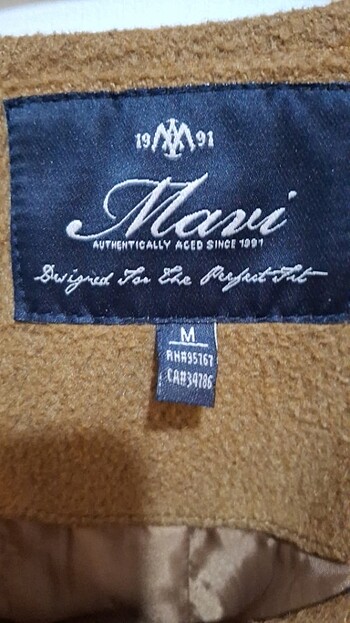 19 M 91
Mavi
AUTHENTICALLY AGED SINCE 1991
Designed For The Perfect Fit
M
RN#95767
CA#34786